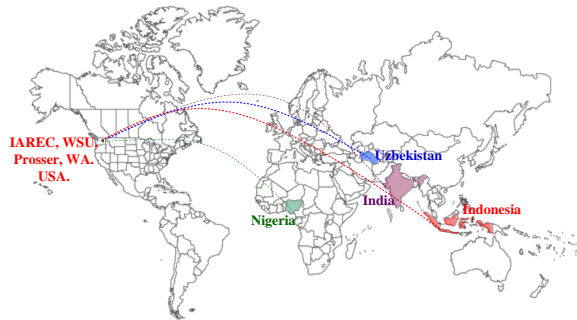 IAREC, WSU.
Prosser, WA.
USA.
Uzbekistan
India
Indonesia
Nigeria